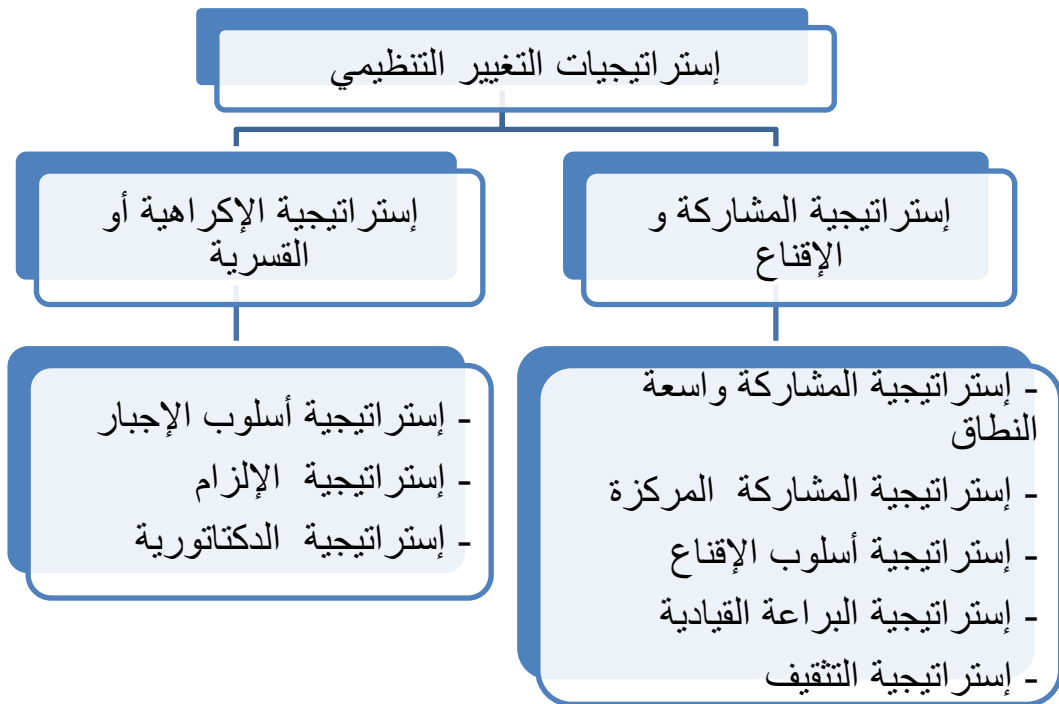 إستراتيجيات التغيير التنظيمي
إستراتيجية المشاركة و
الإقناع
إستراتيجية الإكراهية أو
القسرية
- إستراتيجية المشاركة واسعة
النطاق
- إستراتيجية المشاركة المركزة
- إستراتيجية أسلوب الإقناع
- إستراتيجية البراعة القيادية
- إستراتيجية التثقيف
- إستراتيجية أسلوب الإجبار
- إستراتيجية الإلزام
- إستراتيجية الدكتاتورية